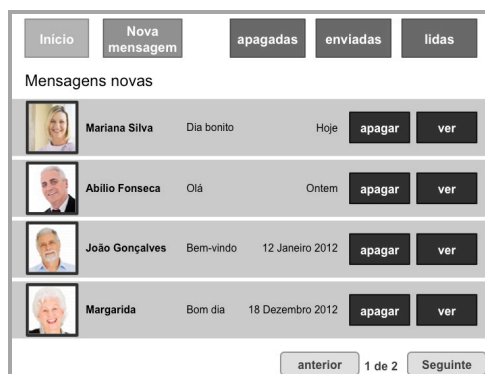 Início
Nova
mensagem
apagadas
enviadas
lidas
Mensagens novas
Mariana Silva Dia bonito Hoje apagar ver
Abílio Fonseca Olá Ontem apagar ver
João Gonçalves Bem-vindo 12 Janeiro 2012 apagar ver
Margarida Bom dia 18 Dezembro 2012 apagar ver
anterior 1 de 2 Seguinte